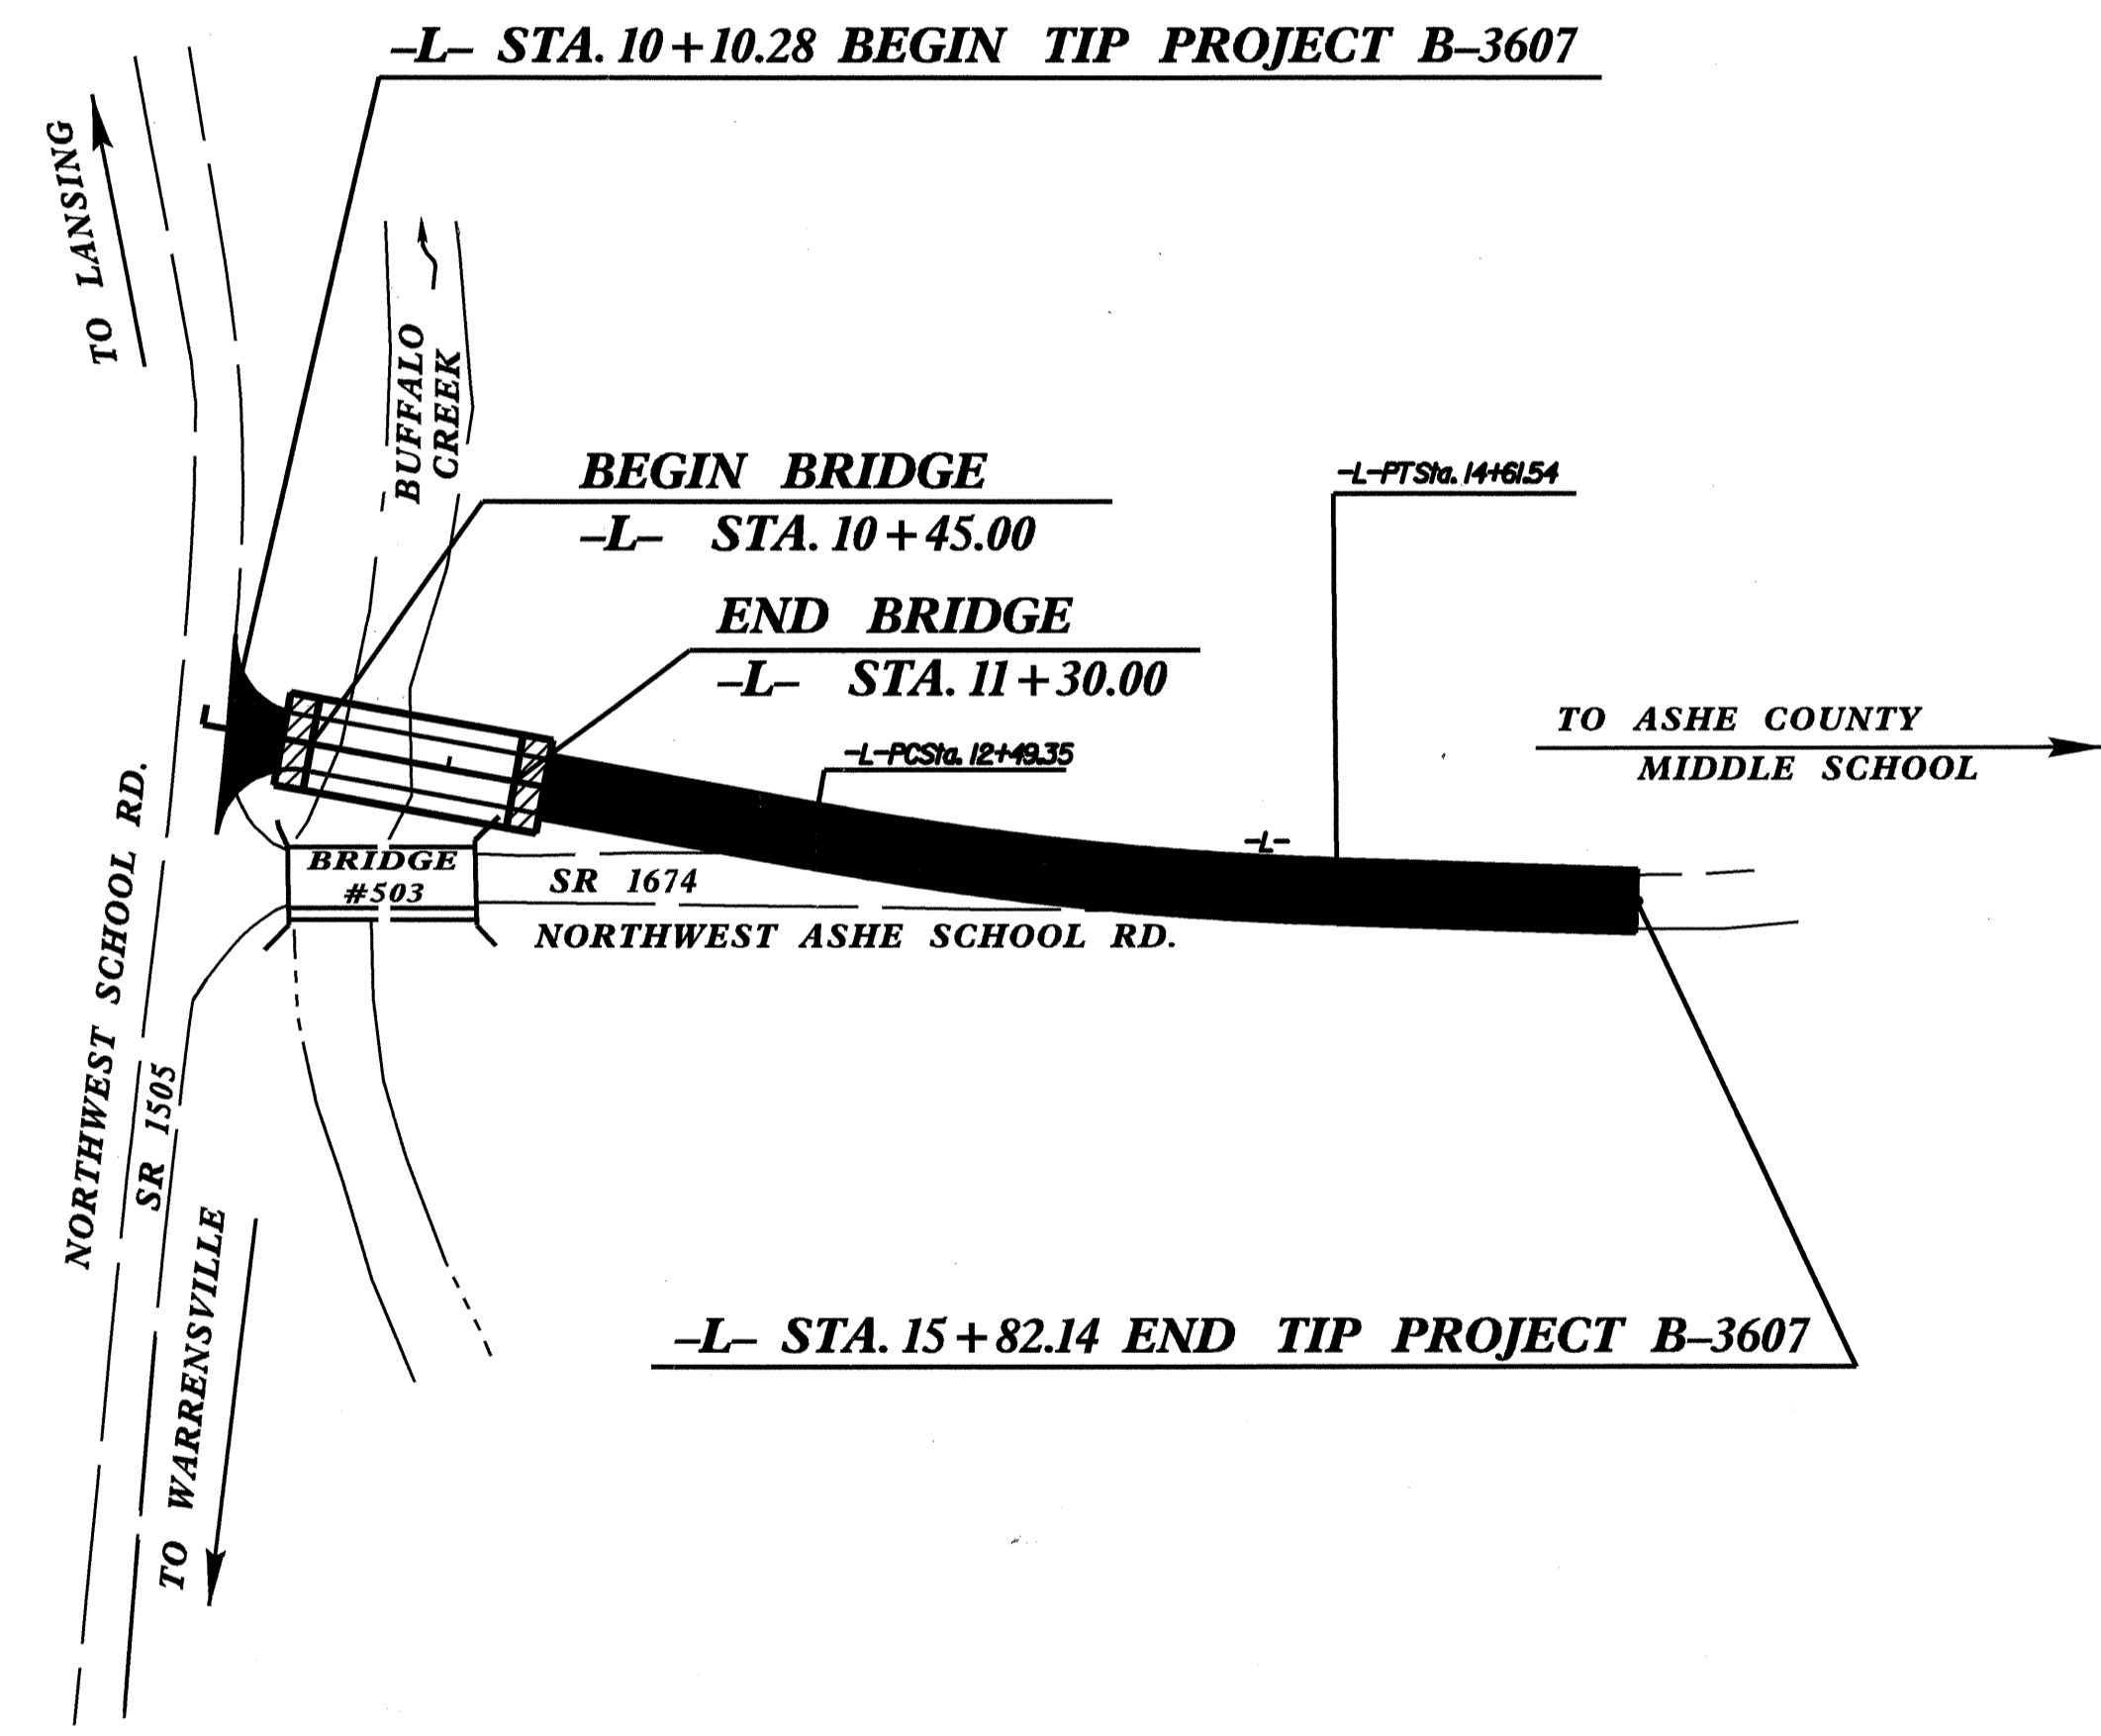 -L- STA. 10+10.28 BEGIN TIP PROJECT B-3607
TO LANSING
BUFFALO
CREEK
BEGIN BRIDGE
-L- STA. 10+45.00
-L-PTSta. 14+61.54
END BRIDGE
-L- STA. 11+30.00
TO ASHE COUNTY
MIDDLE SCHOOL
-L-PCSta. 12+49.35
-L-
BRIDGE
#503
SR 1674
NORTHWEST ASHE SCHOOL RD.
NORTHWEST SCHOOL RD.
SR 1505
TO WARRENSVILLE
-L- STA. 15+82.14 END TIP PROJECT B-3607